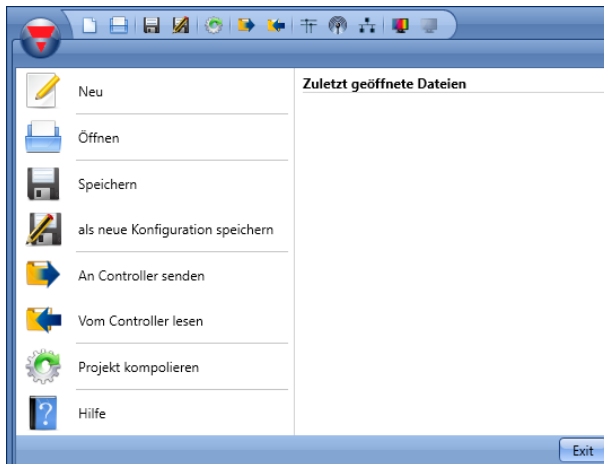 Zuletzt geöffnete Dateien
Neu
Öffnen
Speichern
als neue Konfiguration speichern
An Controller senden
Vom Controller lesen
Projekt kompolieren
Hilfe
Exit